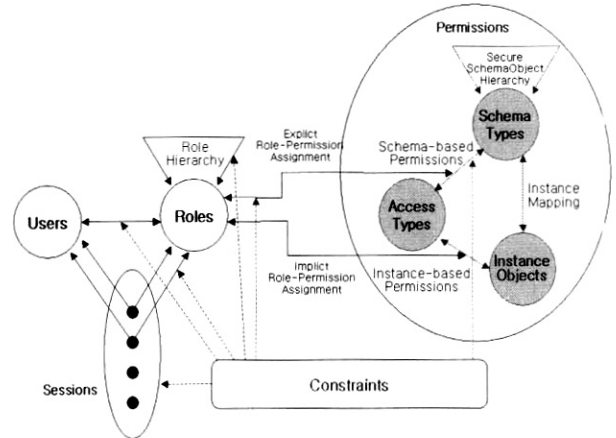 Permissions
Secure
SchemaObject
Hierarchy
Schema
Types
Explict
Role-Permission
Assignment
Schema-based
Permissions
Role
Hierarchy
Instance
Mapping
Users
Roles
Access
Types
Implict
Role-Permission
Assignment
Instance-based
Permissions
Instance
Objects
Sessions
Constraints